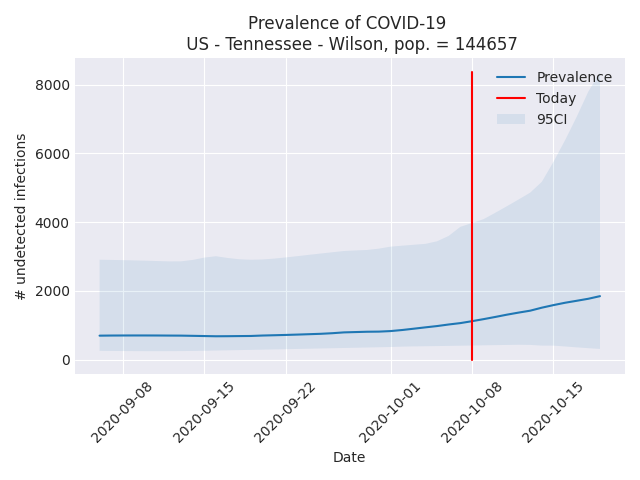 Prevalence of COVID-19
US - Tennessee - Wilson, pop. = 144657
Prevalence
Today
95CI
8000
6000
4000
2000
0
# undetected infections
2020-09-08
2020-09-15
2020-09-22
2020-10-01
2020-10-08
2020-10-15
Date